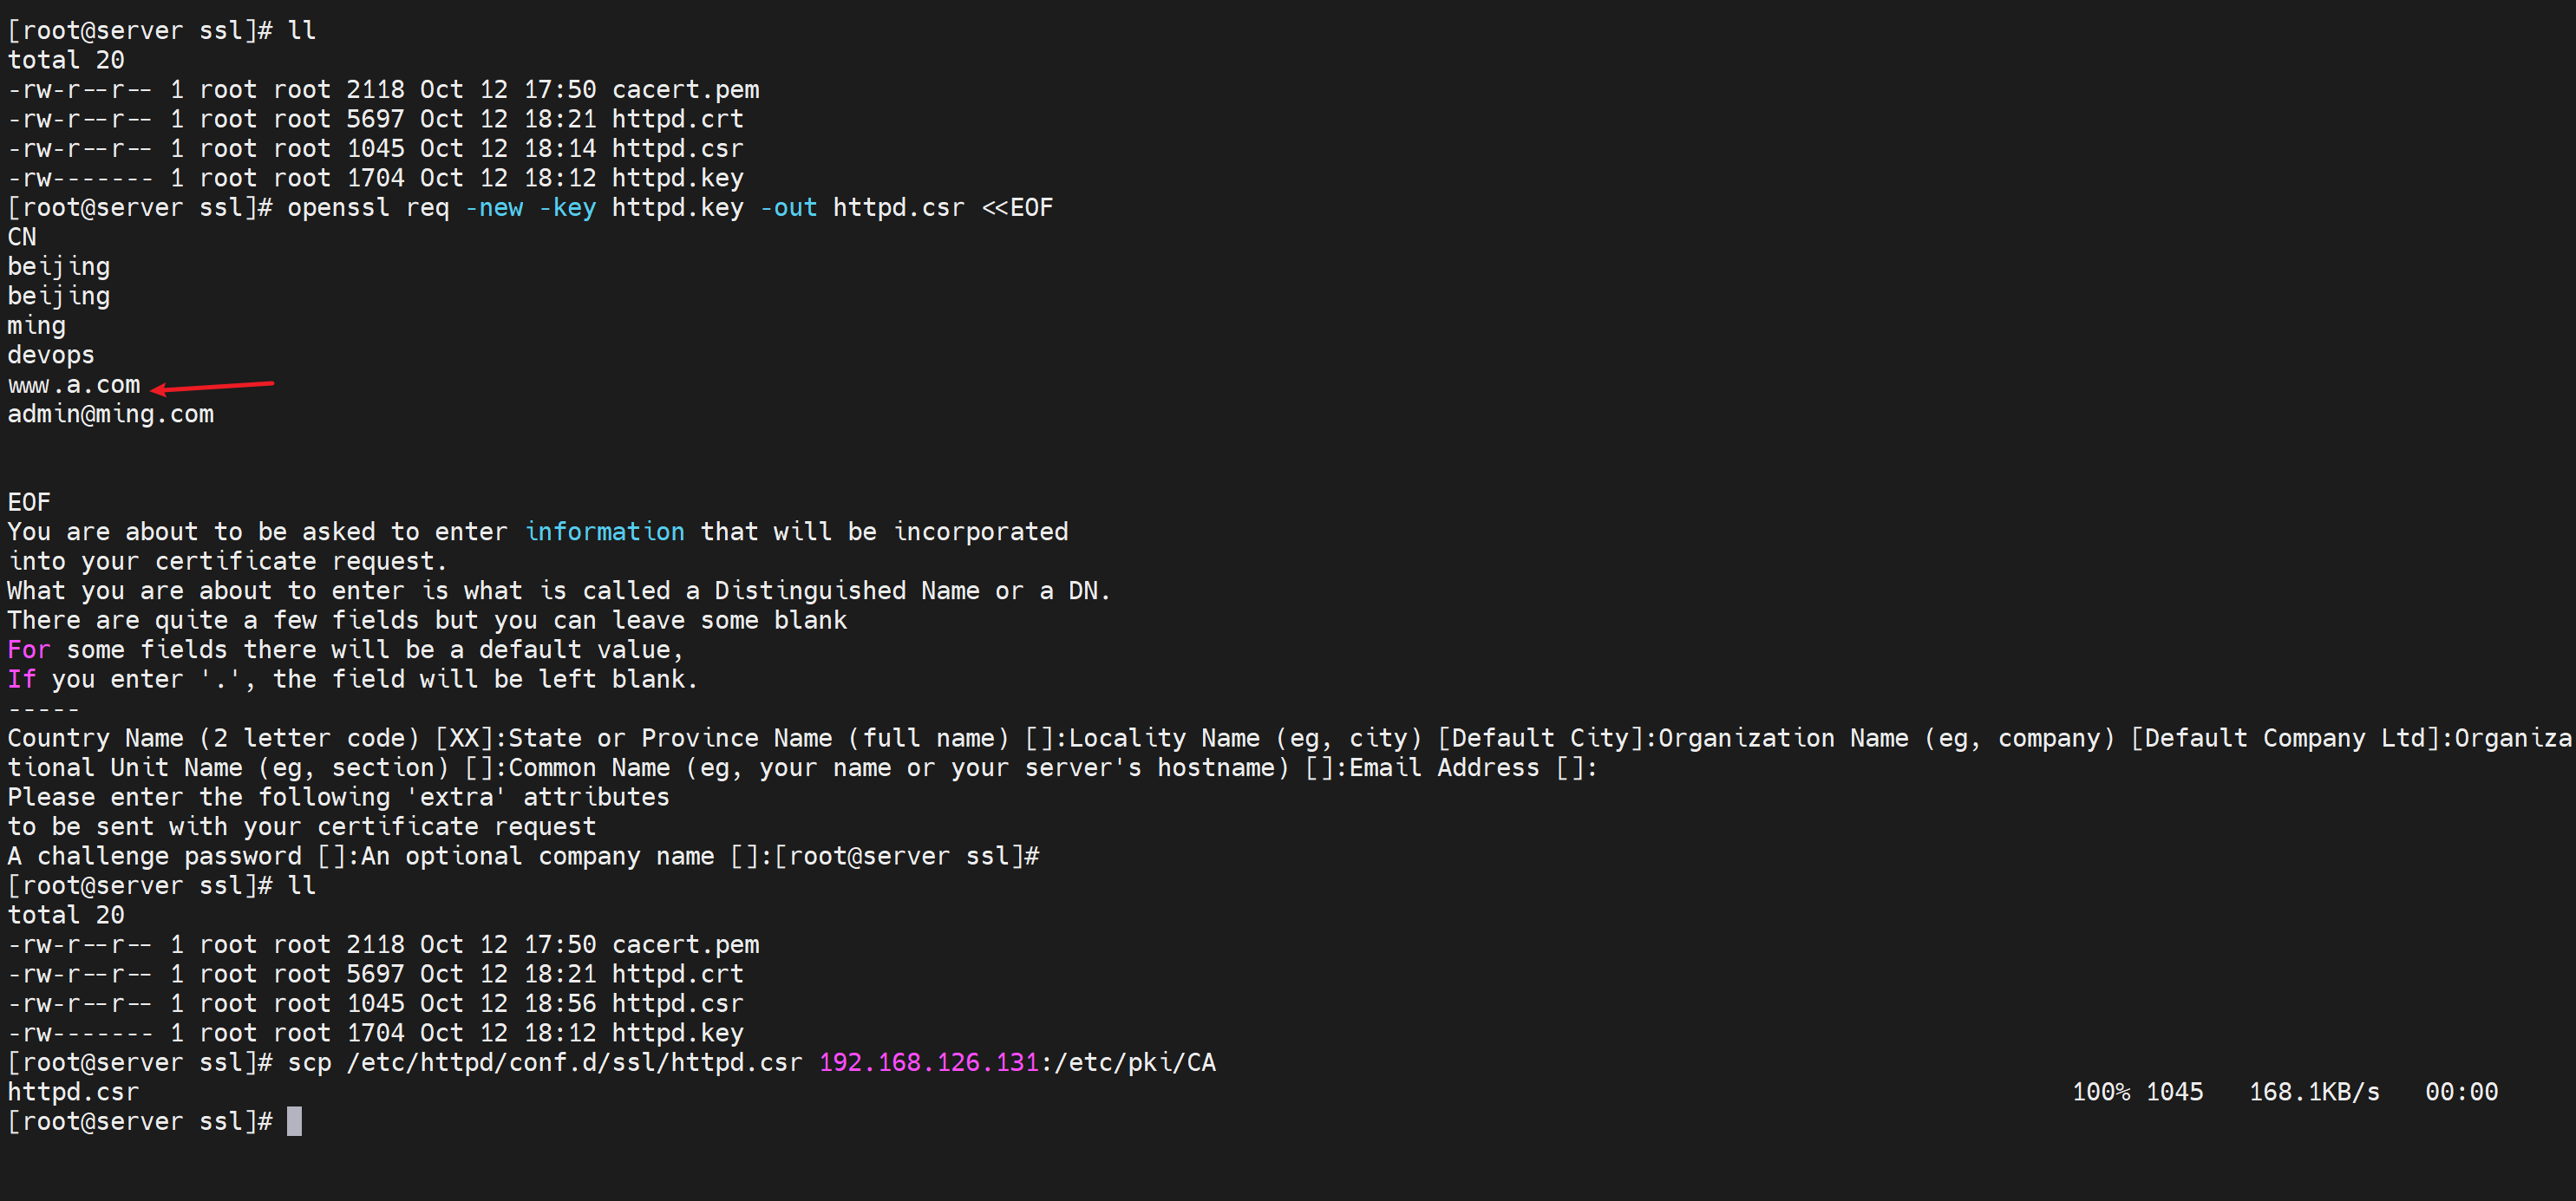 [root@server ssl]# ll
total 20
-rw-r--r-- 1 root root 2118 Oct 12 17:50 cacert.pem
-rw-r--r-- 1 root root 5697 Oct 12 18:21 httpd.crt
-rw-r--r-- 1 root root 1045 Oct 12 18:14 httpd.csr
-rw------- 1 root root 1704 Oct 12 18:12 httpd.key
[root@server ssl]# openssl req -new -key httpd.key -out httpd.csr <<EOF
CN
beijing
beijing
ming
devops
www.a.com
admin@ming.com
EOF
You are about to be asked to enter information that will be incorporated
into your certificate request.
What you are about to enter is what is called a Distinguished Name or a DN.
There are quite a few fields but you can leave some blank
For some fields there will be a default value,
If you enter '.', the field will be left blank.
-----
Country Name (2 letter code) [XX]:State or Province Name (full name) []:Locality Name (eg, city) [Default City]:Organization Name (eg, company) [Default Company Ltd]:Organiza
tional Unit Name (eg, section) []:Common Name (eg, your name or your server's hostname) []:Email Address []:
Please enter the following 'extra' attributes
to be sent with your certificate request
A challenge password []:An optional company name []:[root@server ssl]#
[root@server ssl]# ll
total 20
-rw-r--r-- 1 root root 2118 Oct 12 17:50 cacert.pem
-rw-r--r-- 1 root root 5697 Oct 12 18:21 httpd.crt
-rw-r--r-- 1 root root 1045 Oct 12 18:56 httpd.csr
-rw------- 1 root root 1704 Oct 12 18:12 httpd.key
[root@server ssl]# scp /etc/httpd/conf.d/ssl/httpd.csr 192.168.126.131:/etc/pki/CA
httpd.csr 100% 1045 168.1KB/s 00:00
[root@server ssl]#